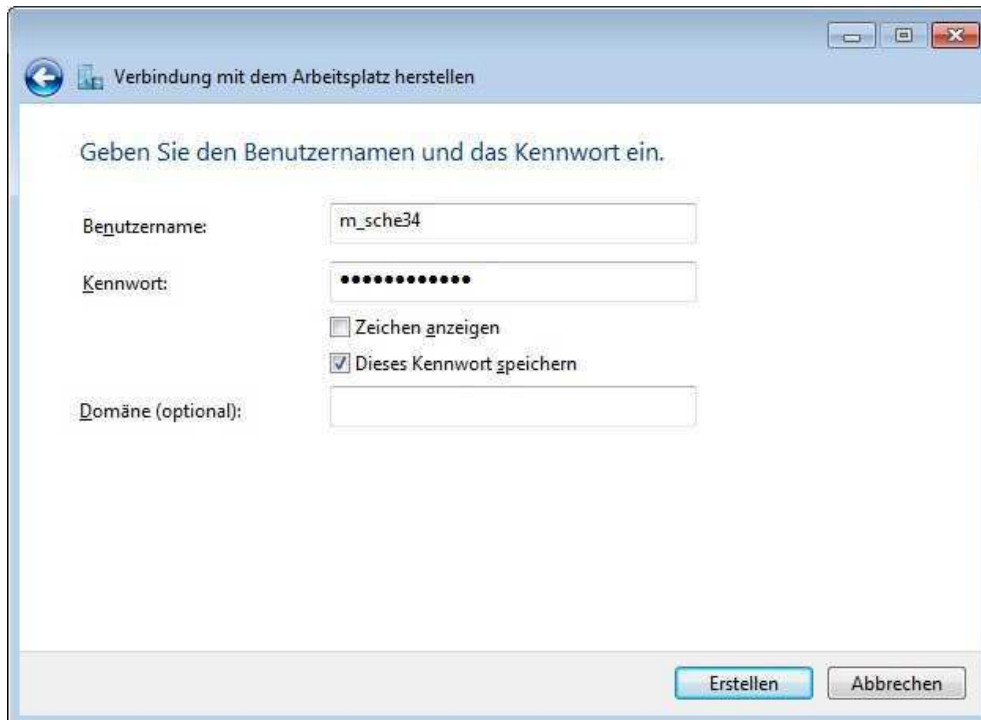 Verbindung mit dem Arbeitsplatz herstellen
Geben Sie den Benutzernamen und das Kennwort ein.
Benutzername:
m_sche34
Kennwort:
●●●●●●●●●●●●
Zeichen anzeigen
Dieses Kennwort speichern
Domäne (optional):
Erstellen
Abbrechen